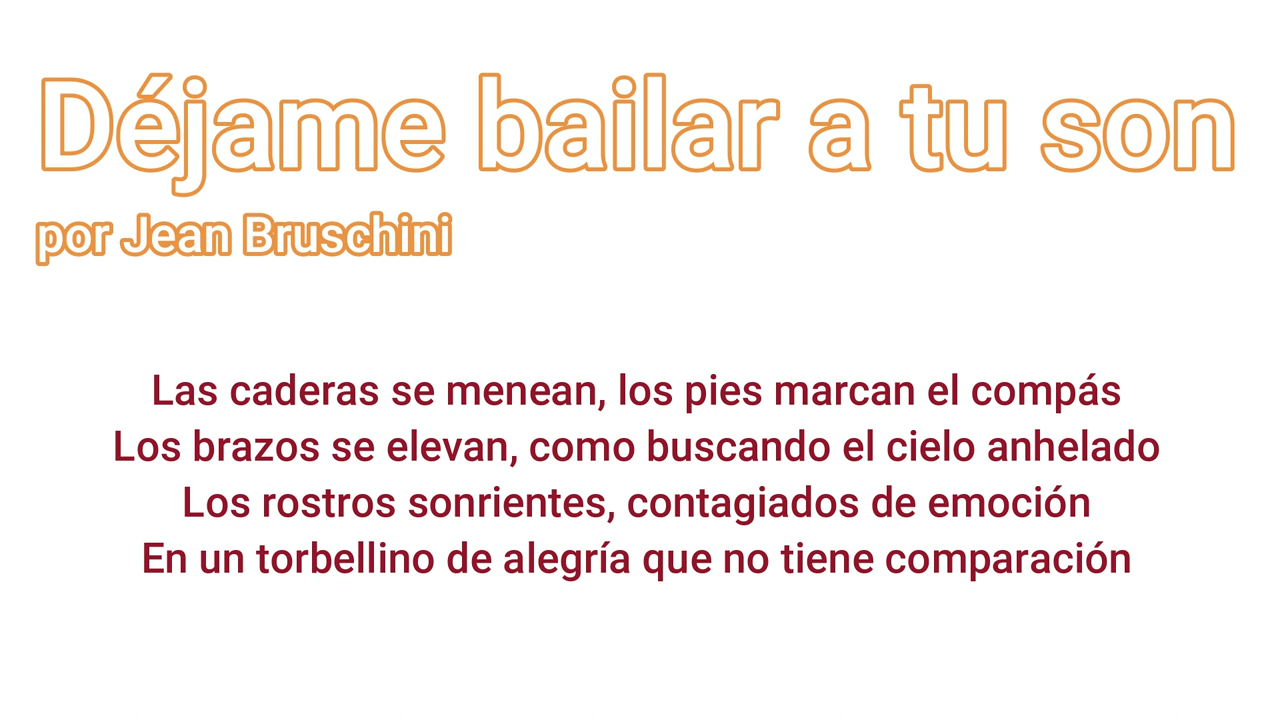 Déjame bailar a tu son
por Jean Bruschini
Las caderas se menean, los pies marcan el compás
Los brazos se elevan, como buscando el cielo anhelado
Los rostros sonrientes, contagiados de emoción
En un torbellino de alegría que no tiene comparación